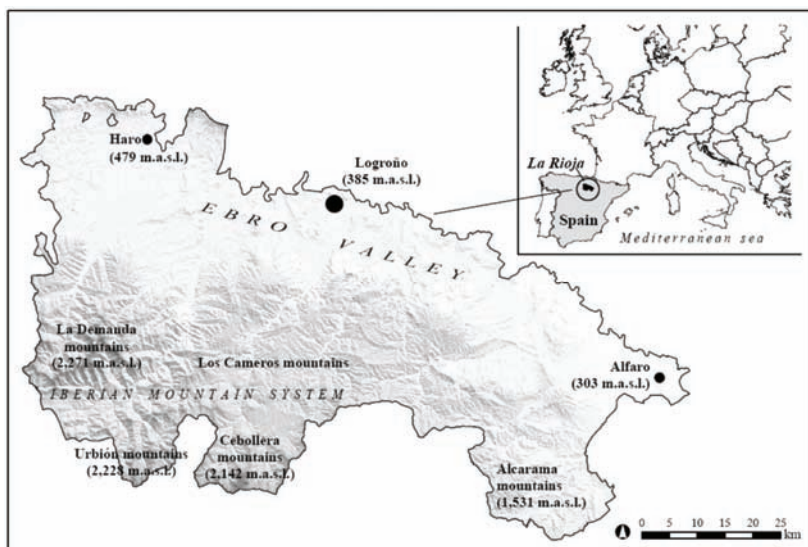 Haro
(479 m.a.s.l.)
Logroño
(385 m.a.s.l.)
La Rioja
Spain
Mediterranean sea
EBRO VALLEY
La Demanda
mountains
(2,271 m.a.s.l.)
Los Cameros mountains
Alfaro
(303 m.a.s.l.)
IBERIAN MOUNTAIN SYSTEM
Urbión mountains
(2,228 m.a.s.l.)
Cebollera
mountains
(2,142 m.a.s.l.)
Alcarama
mountains
(1,531 m.a.s.l.)
0 5 10 15 20 25
km